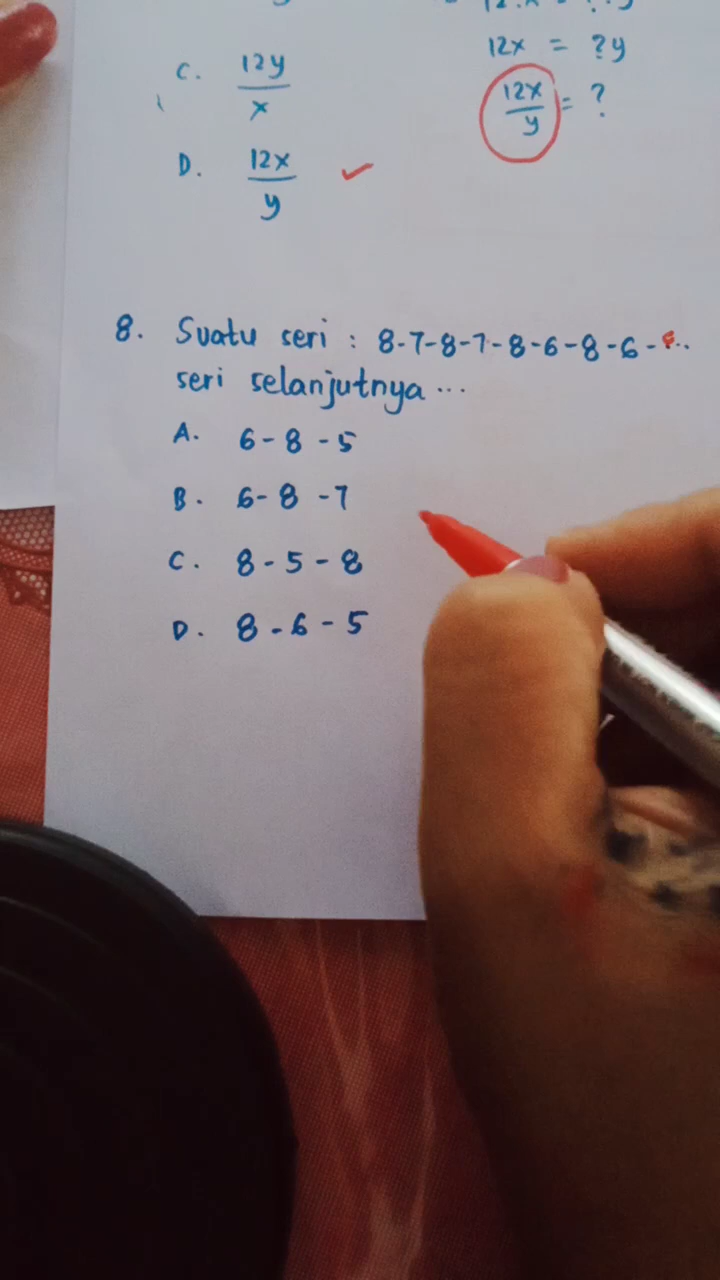 12x = ?y
C. 12y/x
12x/y = ?
D. 12x/y ✓
8. Suatu seri : 8-7-8-7-8-6-8-6-...
seri selanjutnya ...
A. 6-8-5
B. 6-8-7
C. 8-5-8
D. 8-6-5